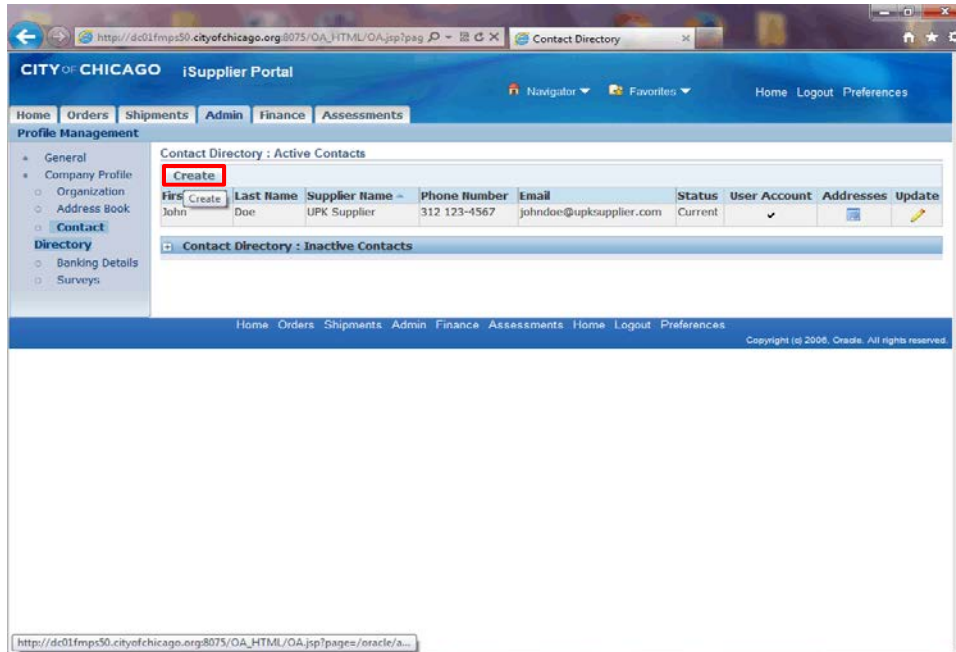 http://dc01fmps50.cityofchicago.org:8075/OA_HTML/OA.jsp?pag
Contact Directory
CITY OF CHICAGO iSupplier Portal
Navigator Favorites Home Logout Preferences
Home Orders Shipments Admin Finance Assessments
Profile Management
General
Company Profile
Organization
Address Book
Contact
Directory
Banking Details
Surveys
Contact Directory : Active Contacts
Create
Firs Create Last Name Supplier Name Phone Number Email Status User Account Addresses Update
John Doe UPK Supplier 312 123-4567 johndoe@upksupplier.com Current
Contact Directory : Inactive Contacts
Home Orders Shipments Admin Finance Assessments Home Logout Preferences
Copyright (c) 2006, Oracle. All rights reserved.
http://dc01fmps50.cityofchicago.org:8075/OA_HTML/OA.jsp?page=/oracle/a...